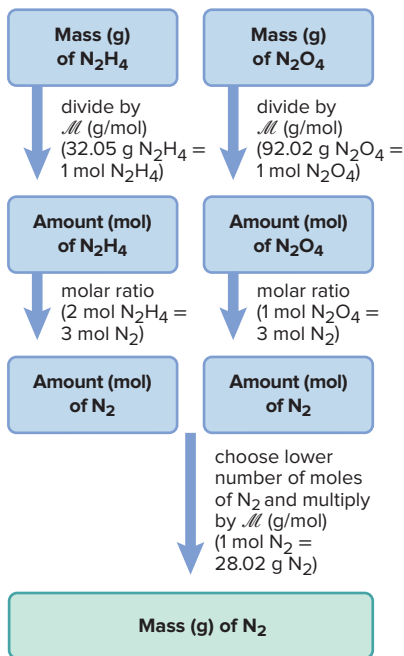 Mass (g)
of N₂H₄
Mass (g)
of N₂O₄
divide by
ℳ (g/mol)
(32.05 g N₂H₄ =
1 mol N₂H₄)
divide by
ℳ (g/mol)
(92.02 g N₂O₄ =
1 mol N₂O₄)
Amount (mol)
of N₂H₄
Amount (mol)
of N₂O₄
molar ratio
(2 mol N₂H₄ =
3 mol N₂)
molar ratio
(1 mol N₂O₄ =
3 mol N₂)
Amount (mol)
of N₂
Amount (mol)
of N₂
choose lower
number of moles
of N₂ and multiply
by ℳ (g/mol)
(1 mol N₂ =
28.02 g N₂)
Mass (g) of N₂